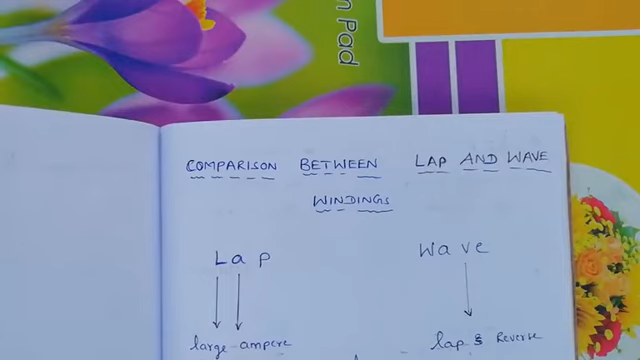 n Pad
COMPARISON BETWEEN LAP AND WAVE
WINDINGS
Lap
Wave
large ampere
lap & Reverse